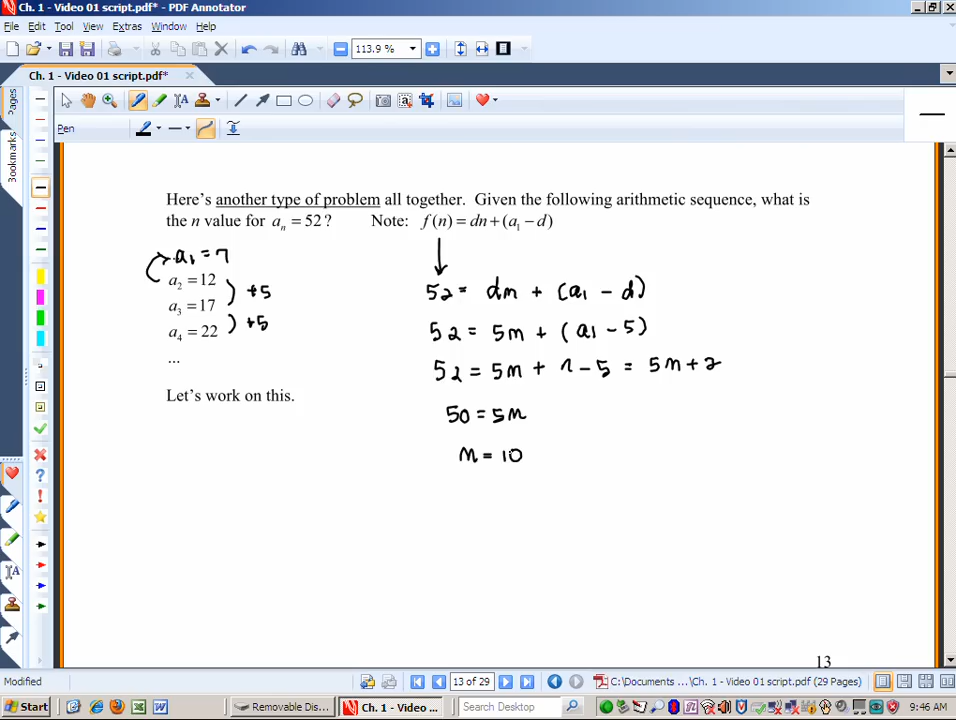 Ch. 1 - Video 01 script.pdf* - PDF Annotator
File Edit Tool View Extras Window Help
113.9 %
Ch. 1 - Video 01 script.pdf*
Pages
Bookmarks
Pen
Here's another type of problem all together. Given the following arithmetic sequence, what is
the n value for aₙ = 52? Note: f(n) = dn + (a₁ − d)
a₁ = 7
a₂ = 12
a₃ = 17
a₄ = 22
...
+5
+5
Let's work on this.
52 = dn + (a₁ − d)
52 = 5n + (a₁ − 5)
52 = 5n + 7 − 5 = 5n + 2
50 = 5n
n = 10
13
Modified
13 of 29
C:\Documents ...\Ch. 1 - Video 01 script.pdf (29 Pages)
Start
Removable Dis...
Ch. 1 - Video ...
Search Desktop
9:46 AM